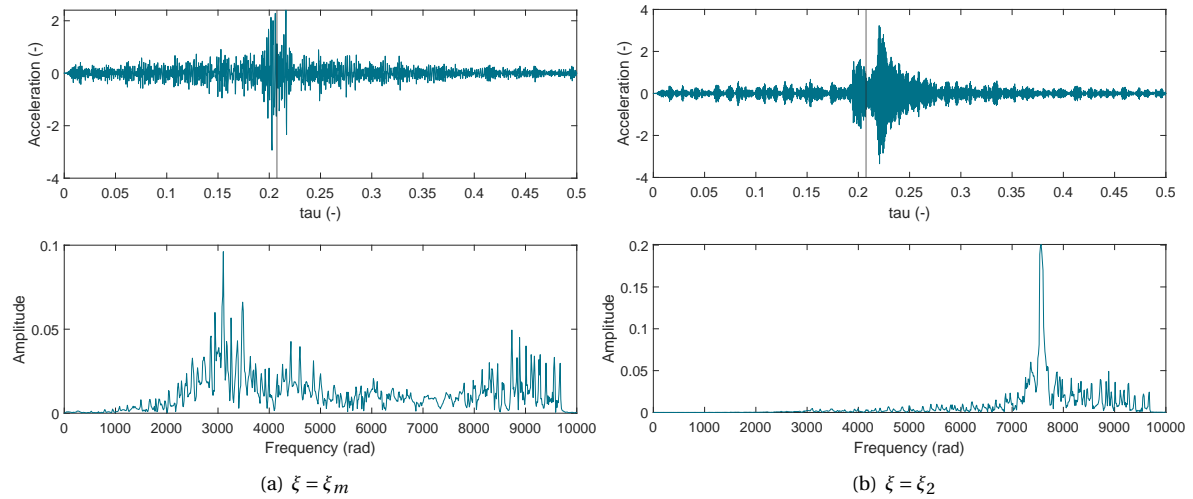 2
0
-2
-4
Acceleration (-)
0 0.05 0.1 0.15 0.2 0.25 0.3 0.35 0.4 0.45 0.5
tau (-)
4
2
0
-2
-4
Acceleration (-)
0 0.05 0.1 0.15 0.2 0.25 0.3 0.35 0.4 0.45 0.5
tau (-)
0.1
0.05
0
Amplitude
0 1000 2000 3000 4000 5000 6000 7000 8000 9000 10000
Frequency (rad)
0.2
0.15
0.1
0.05
0
Amplitude
0 1000 2000 3000 4000 5000 6000 7000 8000 9000 10000
Frequency (rad)
(a) ξ = ξm
(b) ξ = ξ2